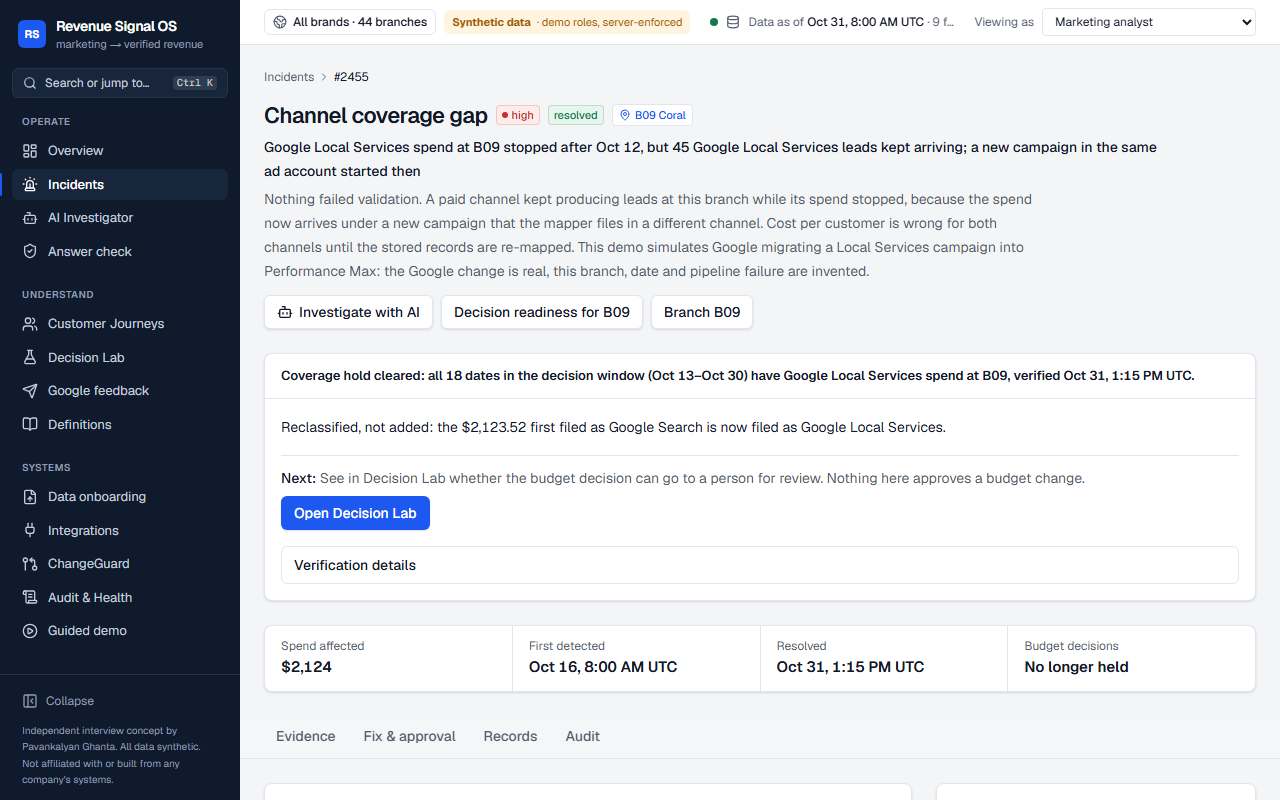 RS
Revenue Signal OS
marketing → verified revenue
Search or jump to... Ctrl K
OPERATE
Overview
Incidents
AI Investigator
Answer check
UNDERSTAND
Customer Journeys
Decision Lab
Google feedback
Definitions
SYSTEMS
Data onboarding
Integrations
ChangeGuard
Audit & Health
Guided demo
Collapse
Independent interview concept by
Pavankalyan Ghanta. All data synthetic.
Not affiliated with or built from any
company's systems.
All brands · 44 branches
Synthetic data · demo roles, server-enforced
Data as of Oct 31, 8:00 AM UTC · 9 f...
Viewing as
Marketing analyst
Incidents > #2455
Channel coverage gap
high
resolved
B09 Coral
Google Local Services spend at B09 stopped after Oct 12, but 45 Google Local Services leads kept arriving; a new campaign in the same
ad account started then
Nothing failed validation. A paid channel kept producing leads at this branch while its spend stopped, because the spend
now arrives under a new campaign that the mapper files in a different channel. Cost per customer is wrong for both
channels until the stored records are re-mapped. This demo simulates Google migrating a Local Services campaign into
Performance Max: the Google change is real, this branch, date and pipeline failure are invented.
Investigate with AI
Decision readiness for B09
Branch B09
Coverage hold cleared: all 18 dates in the decision window (Oct 13–Oct 30) have Google Local Services spend at B09, verified Oct 31, 1:15 PM UTC.
Reclassified, not added: the $2,123.52 first filed as Google Search is now filed as Google Local Services.
Next: See in Decision Lab whether the budget decision can go to a person for review. Nothing here approves a budget change.
Open Decision Lab
Verification details
Spend affected
$2,124
First detected
Oct 16, 8:00 AM UTC
Resolved
Oct 31, 1:15 PM UTC
Budget decisions
No longer held
Evidence
Fix & approval
Records
Audit